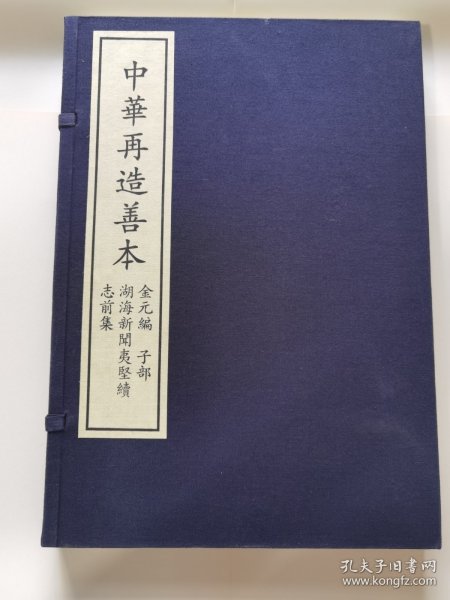 中華再造善本
金元編 子部
湖海新聞夷堅續
志前集
孔夫子旧书网
www.kongfz.com